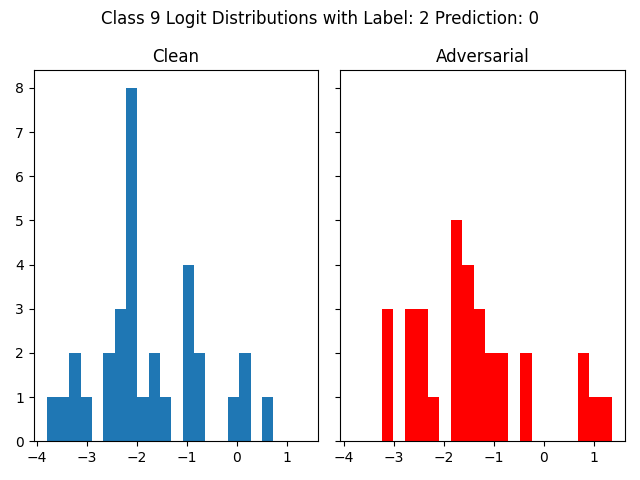 Class 9 Logit Distributions with Label: 2 Prediction: 0
Clean
Adversarial
8
7
6
5
4
3
2
1
0
−4 −3 −2 −1 0 1
−4 −3 −2 −1 0 1